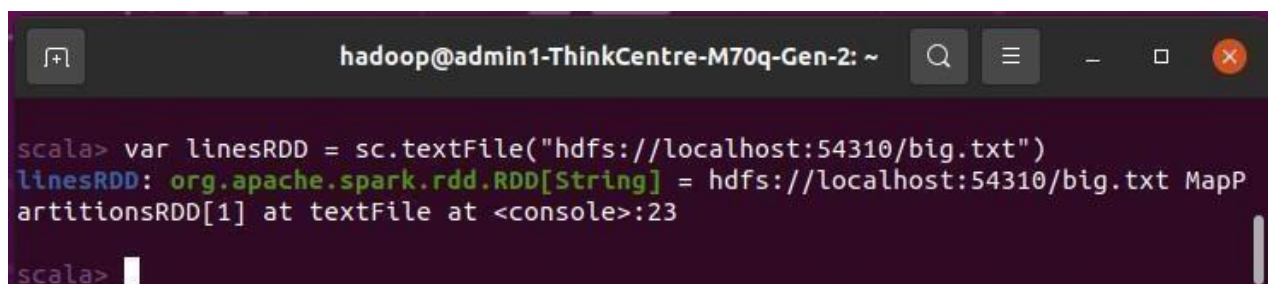 hadoop@admin1-ThinkCentre-M70q-Gen-2: ~
scala> var linesRDD = sc.textFile("hdfs://localhost:54310/big.txt")
linesRDD: org.apache.spark.rdd.RDD[String] = hdfs://localhost:54310/big.txt MapP
artitionsRDD[1] at textFile at <console>:23
scala>